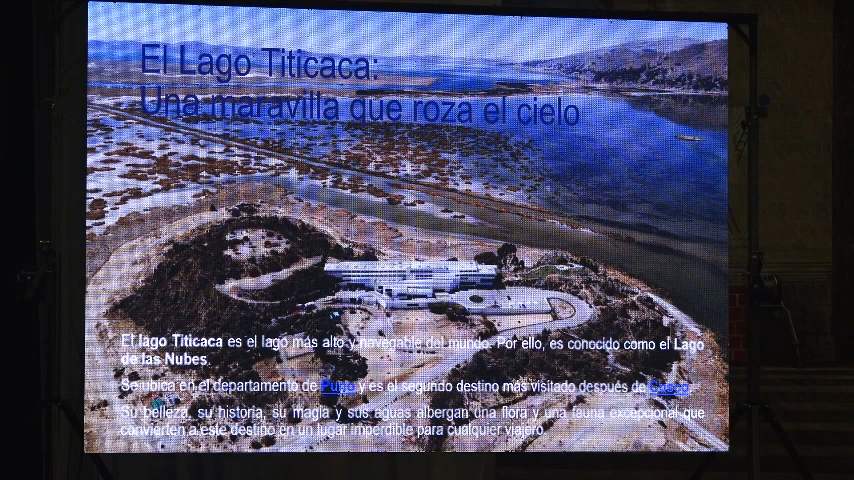 El Lago Titicaca:
Una maravilla que roza el cielo
El lago Titicaca es el lago más alto y navegable del mundo. Por ello, es conocido como el Lago
de las Nubes.
Se ubica en el departamento de Puno y es el segundo destino más visitado después de Cusco.
Su belleza, su historia, su magia y sus aguas albergan una flora y una fauna excepcional que
convierten a este destino en un lugar imperdible para cualquier viajero.